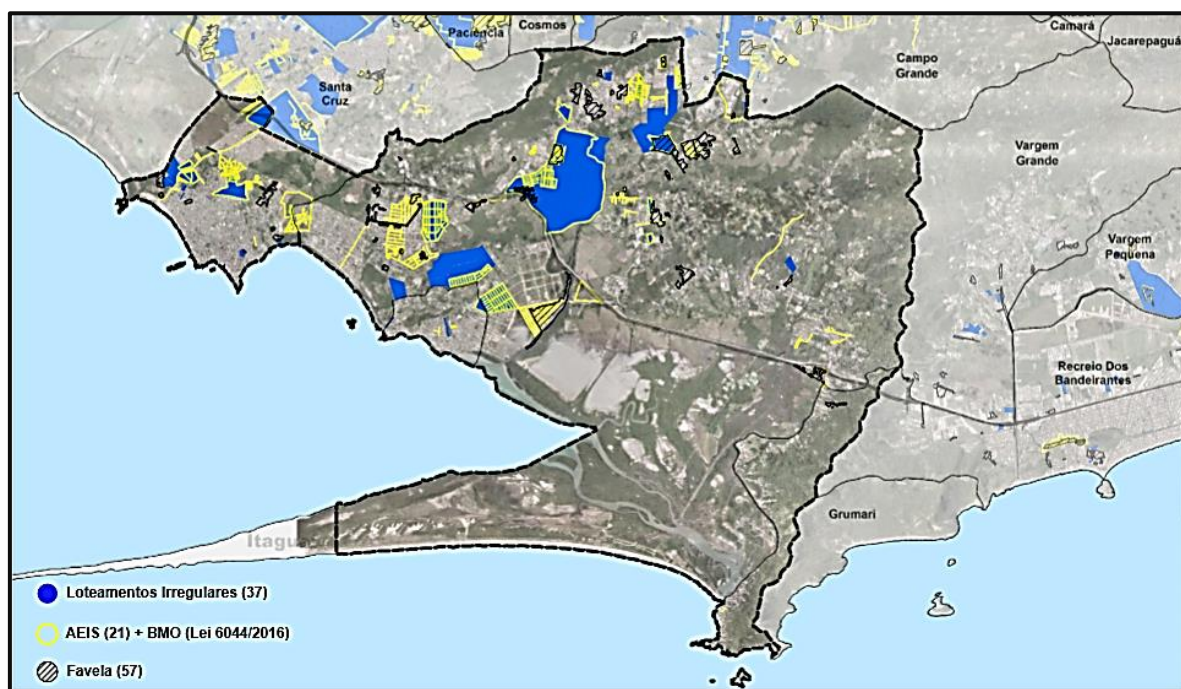 Cosmos
Paciência
Camará
Jacarepaguá
Campo
Grande
Santa
Cruz
Vargem
Grande
Vargem
Pequena
Recreio Dos
Bandeirantes
Grumari
Loteamentos Irregulares (37)
AEIS (21) + BMO (Lei 6044/2016)
Favela (57)